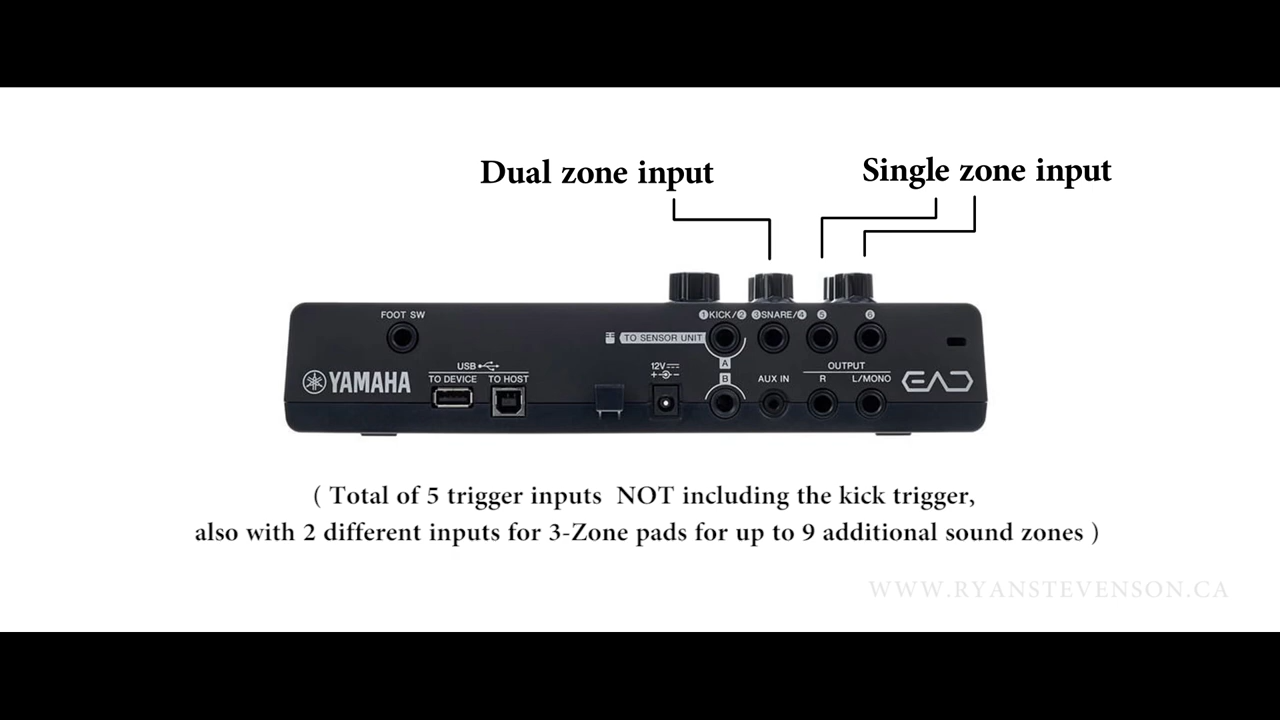 Dual zone input
Single zone input
FOOT SW
①KICK/②
③SNARE/④
⑤
⑥
TO SENSOR UNIT
A
USB
12V
OUTPUT
YAMAHA
TO DEVICE
TO HOST
B
AUX IN
R
L/MONO
EAD
( Total of 5 trigger inputs NOT including the kick trigger,
also with 2 different inputs for 3-Zone pads for up to 9 additional sound zones )
WWW.RYANSTEVENSON.CA